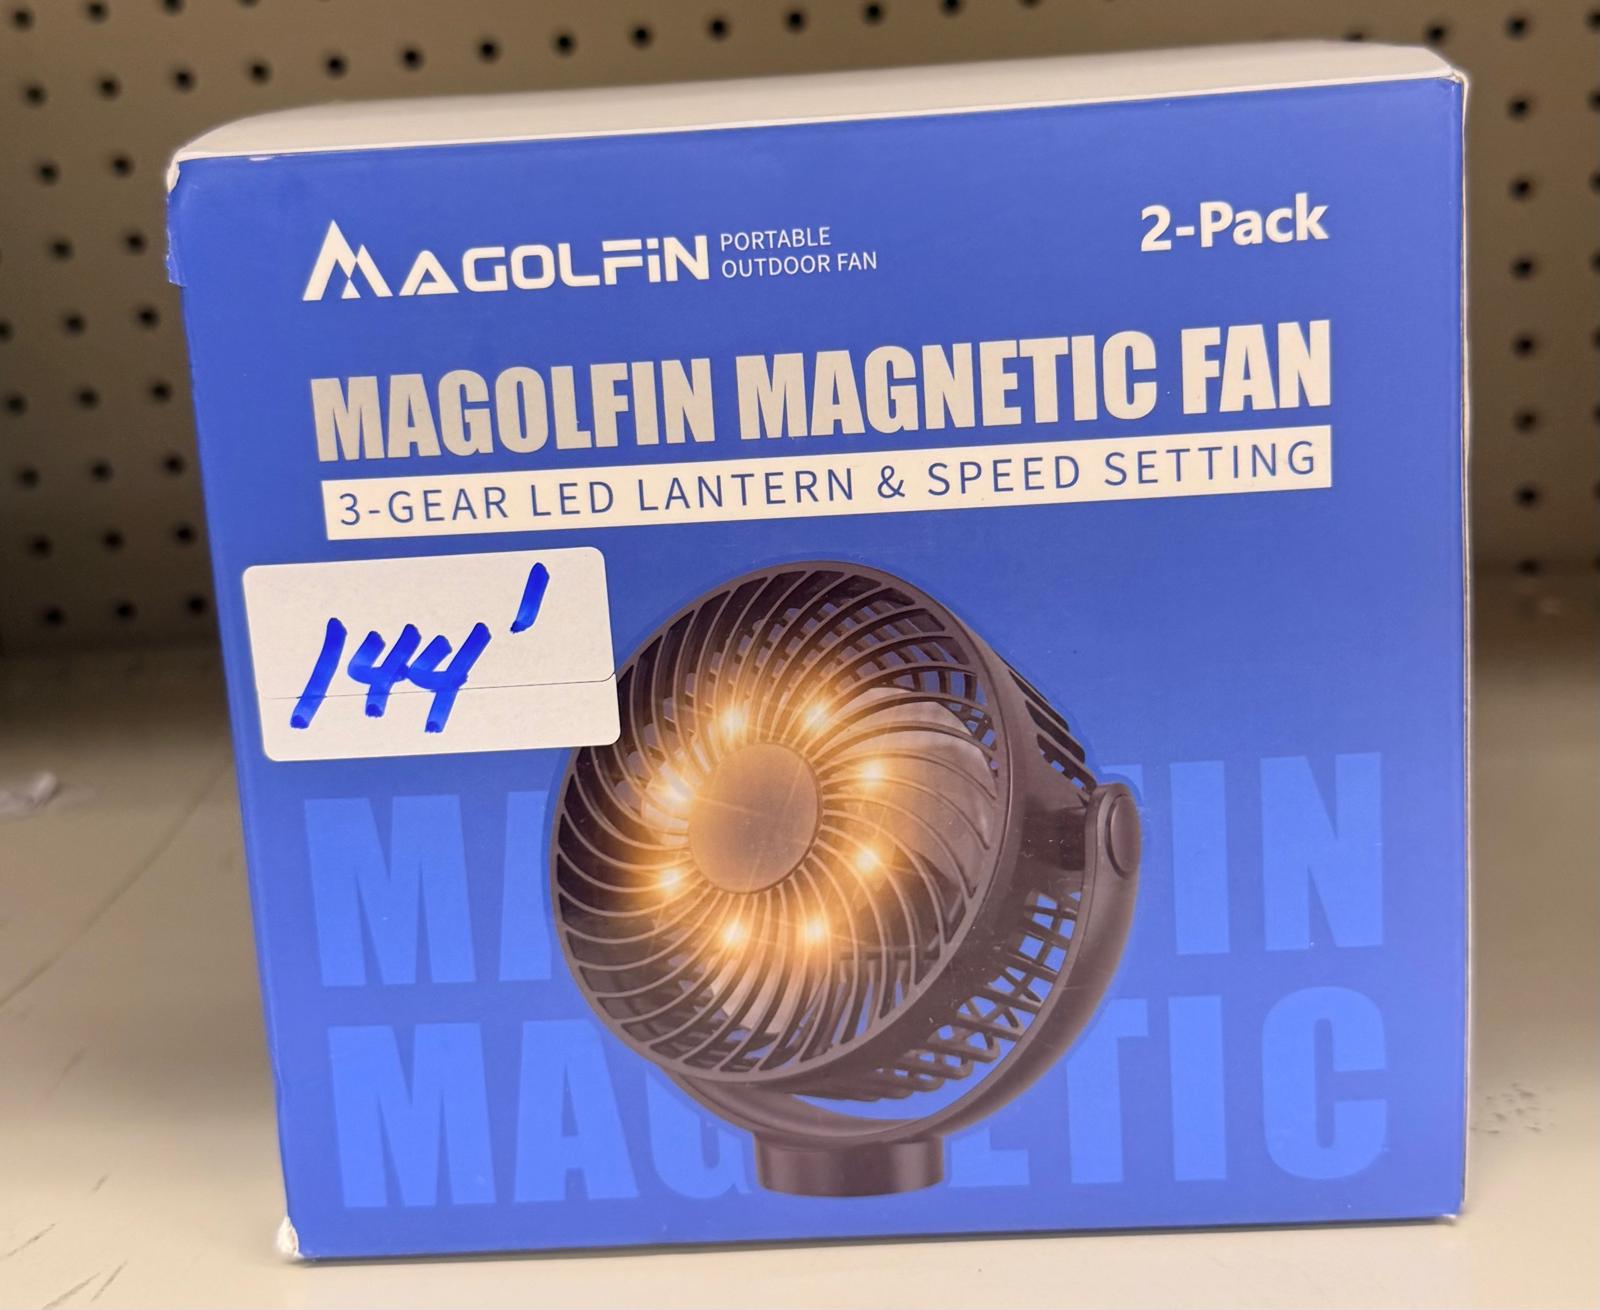 MAGOLFiN PORTABLE
OUTDOOR FAN
2-Pack
MAGOLFIN MAGNETIC FAN
3-GEAR LED LANTERN & SPEED SETTING
144'
MA IN
MAG ETIC